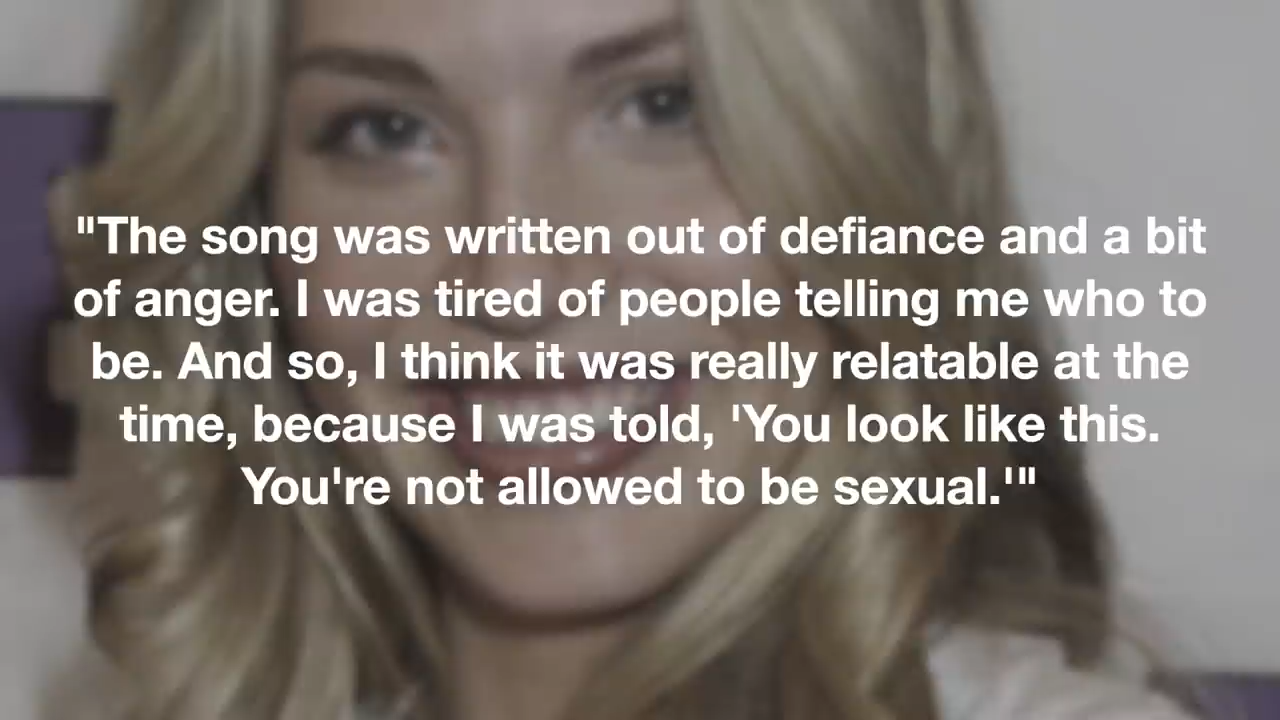 "The song was written out of defiance and a bit
of anger. I was tired of people telling me who to
be. And so, I think it was really relatable at the
time, because I was told, 'You look like this.
You're not allowed to be sexual.'"